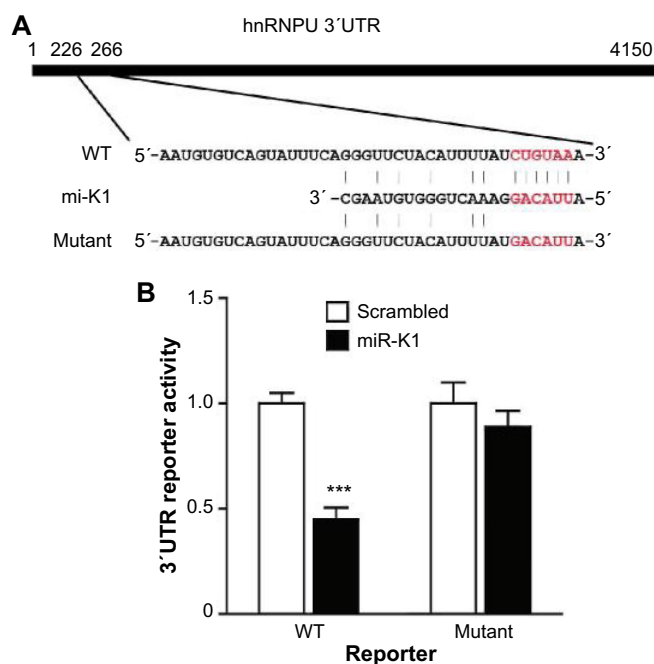 A
hnRNPU 3´UTR
1 226 266 4150
WT 5´-AAUGUGUCAGUAUUUCAGGGUUCUACAUUUUAUCUGUAAA-3´
mi-K1 3´-CGAAUGUGGGUCAAAGGACAUUA-5´
Mutant 5´-AAUGUGUCAGUAUUUCAGGGUUCUACAUUUUAUGACAUUA-3´
B
Scrambled
miR-K1
3´UTR reporter activity
1.5
1.0
0.5
0
***
WT Mutant
Reporter